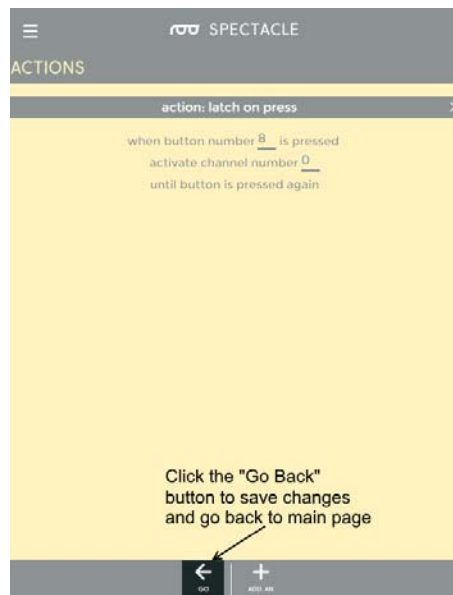 SPECTACLE
ACTIONS
action: latch on press
when button number 8 is pressed
activate channel number 0
until button is pressed again
Click the "Go Back"
button to save changes
and go back to main page
GO
ADD AN